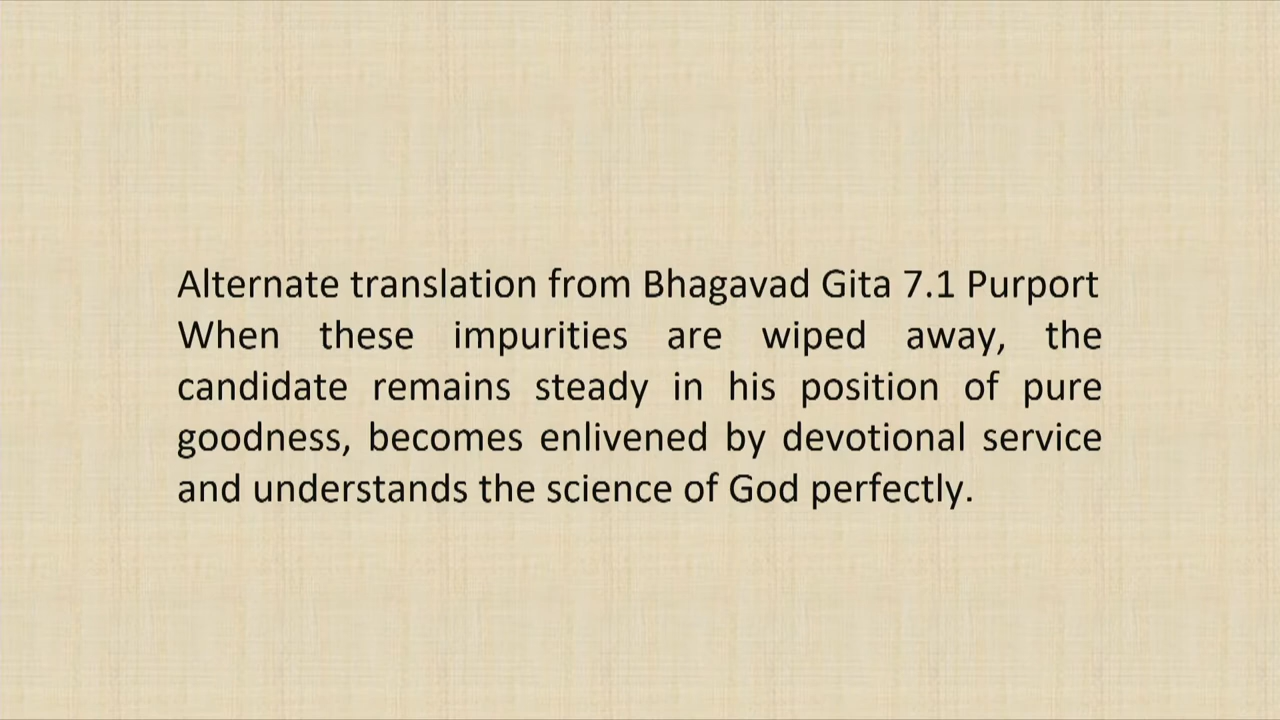 Alternate translation from Bhagavad Gita 7.1 Purport
When these impurities are wiped away, the
candidate remains steady in his position of pure
goodness, becomes enlivened by devotional service
and understands the science of God perfectly.